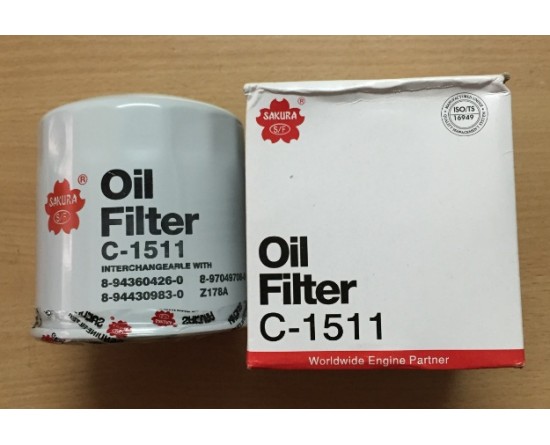 SAKURA
S/F
®
Oil
Filter
C-1511
INTERCHANGEABLE WITH
8-94360426-0
8-94430983-0 Z178A
SAKURA
S/F
®
ISO/TS
16949
Oil
Filter
C-1511
Worldwide Engine Partner